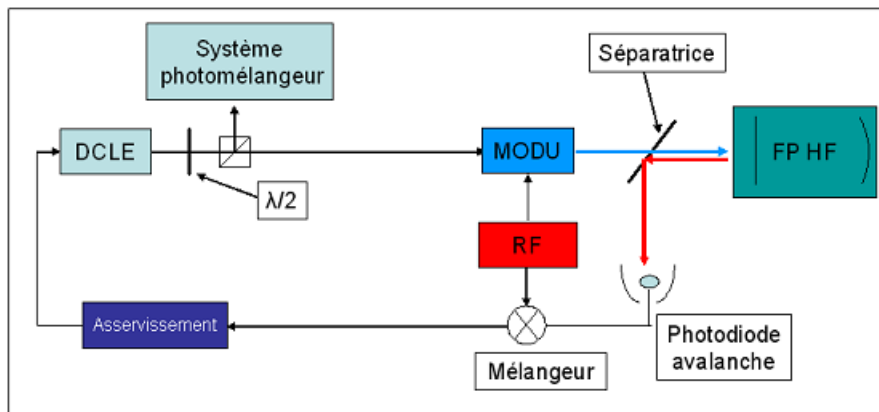 Système
photomélangeur
Séparatrice
DCLE
MODU
FP HF
λ/2
RF
Asservissement
Mélangeur
Photodiode
avalanche